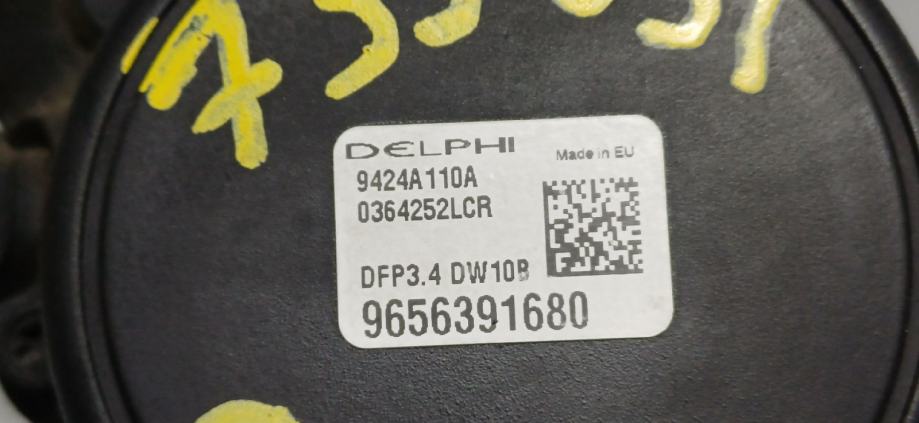 DELPHI
Made in EU
9424A110A
0364252LCR
DFP3.4 DW10B
9656391680